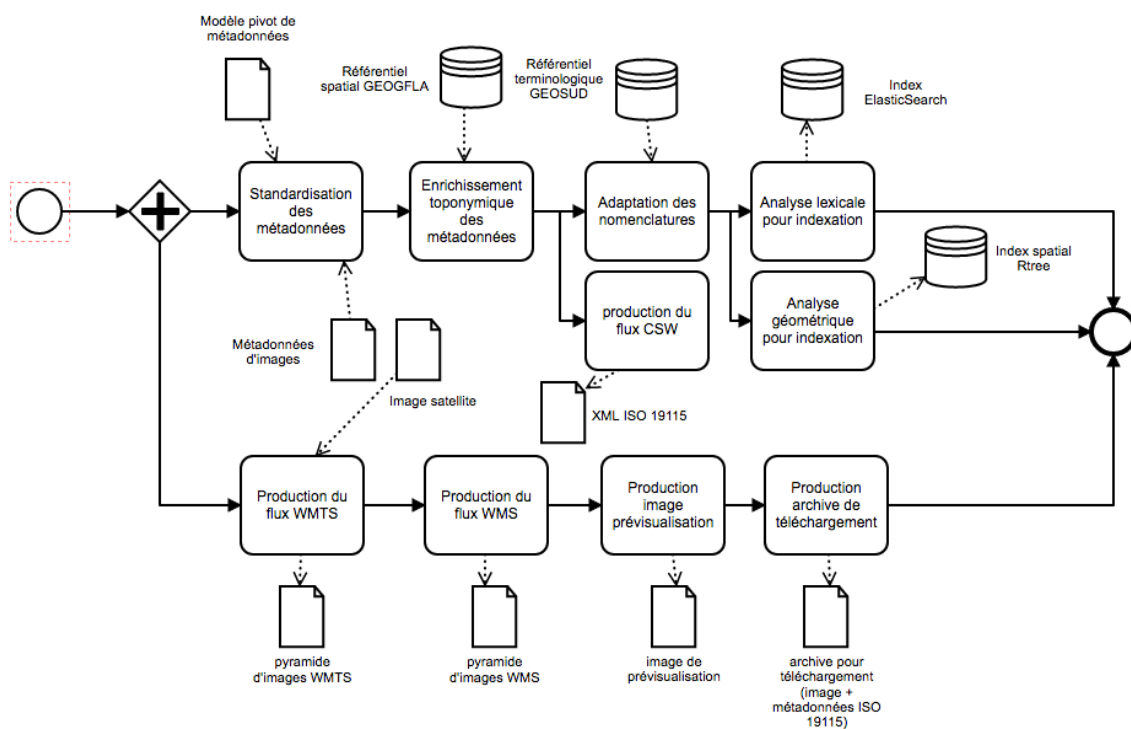 Modèle pivot de
métadonnées
Référentiel
spatial GEOGFLA
Référentiel
terminologique
GEOSUD
Index
ElasticSearch
Standardisation
des
métadonnées
Enrichissement
toponymique
des
métadonnées
Adaptation des
nomenclatures
Analyse lexicale
pour indexation
Index spatial
Rtree
production du
flux CSW
Analyse
géométrique
pour indexation
Métadonnées
d'images
Image satellite
XML ISO 19115
Production du
flux WMTS
Production du
flux WMS
Production
image
prévisualisation
Production
archive de
téléchargement
pyramide
d'images WMTS
pyramide
d'images WMS
image de
prévisualisation
archive pour
téléchargement
(image +
métadonnées ISO
19115)